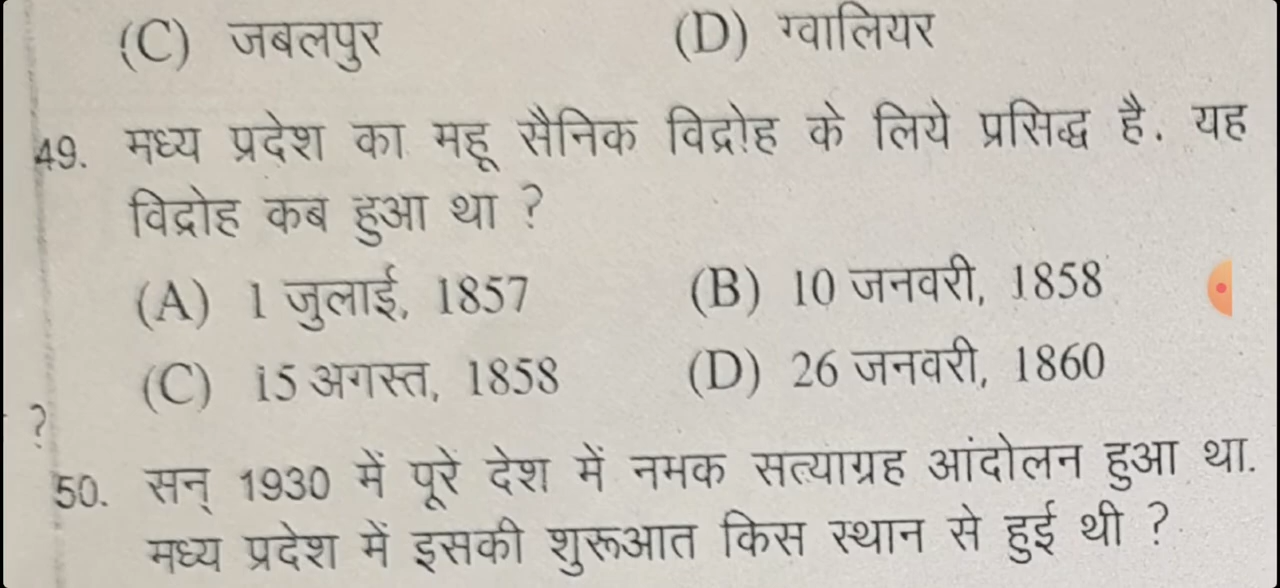 (C) जबलपुर (D) ग्वालियर
49. मध्य प्रदेश का महू सैनिक विद्रोह के लिये प्रसिद्ध है. यह
विद्रोह कब हुआ था ?
(A) 1 जुलाई, 1857 (B) 10 जनवरी, 1858
(C) 15 अगस्त, 1858 (D) 26 जनवरी, 1860
?
50. सन् 1930 में पूरे देश में नमक सत्याग्रह आंदोलन हुआ था.
मध्य प्रदेश में इसकी शुरूआत किस स्थान से हुई थी ?